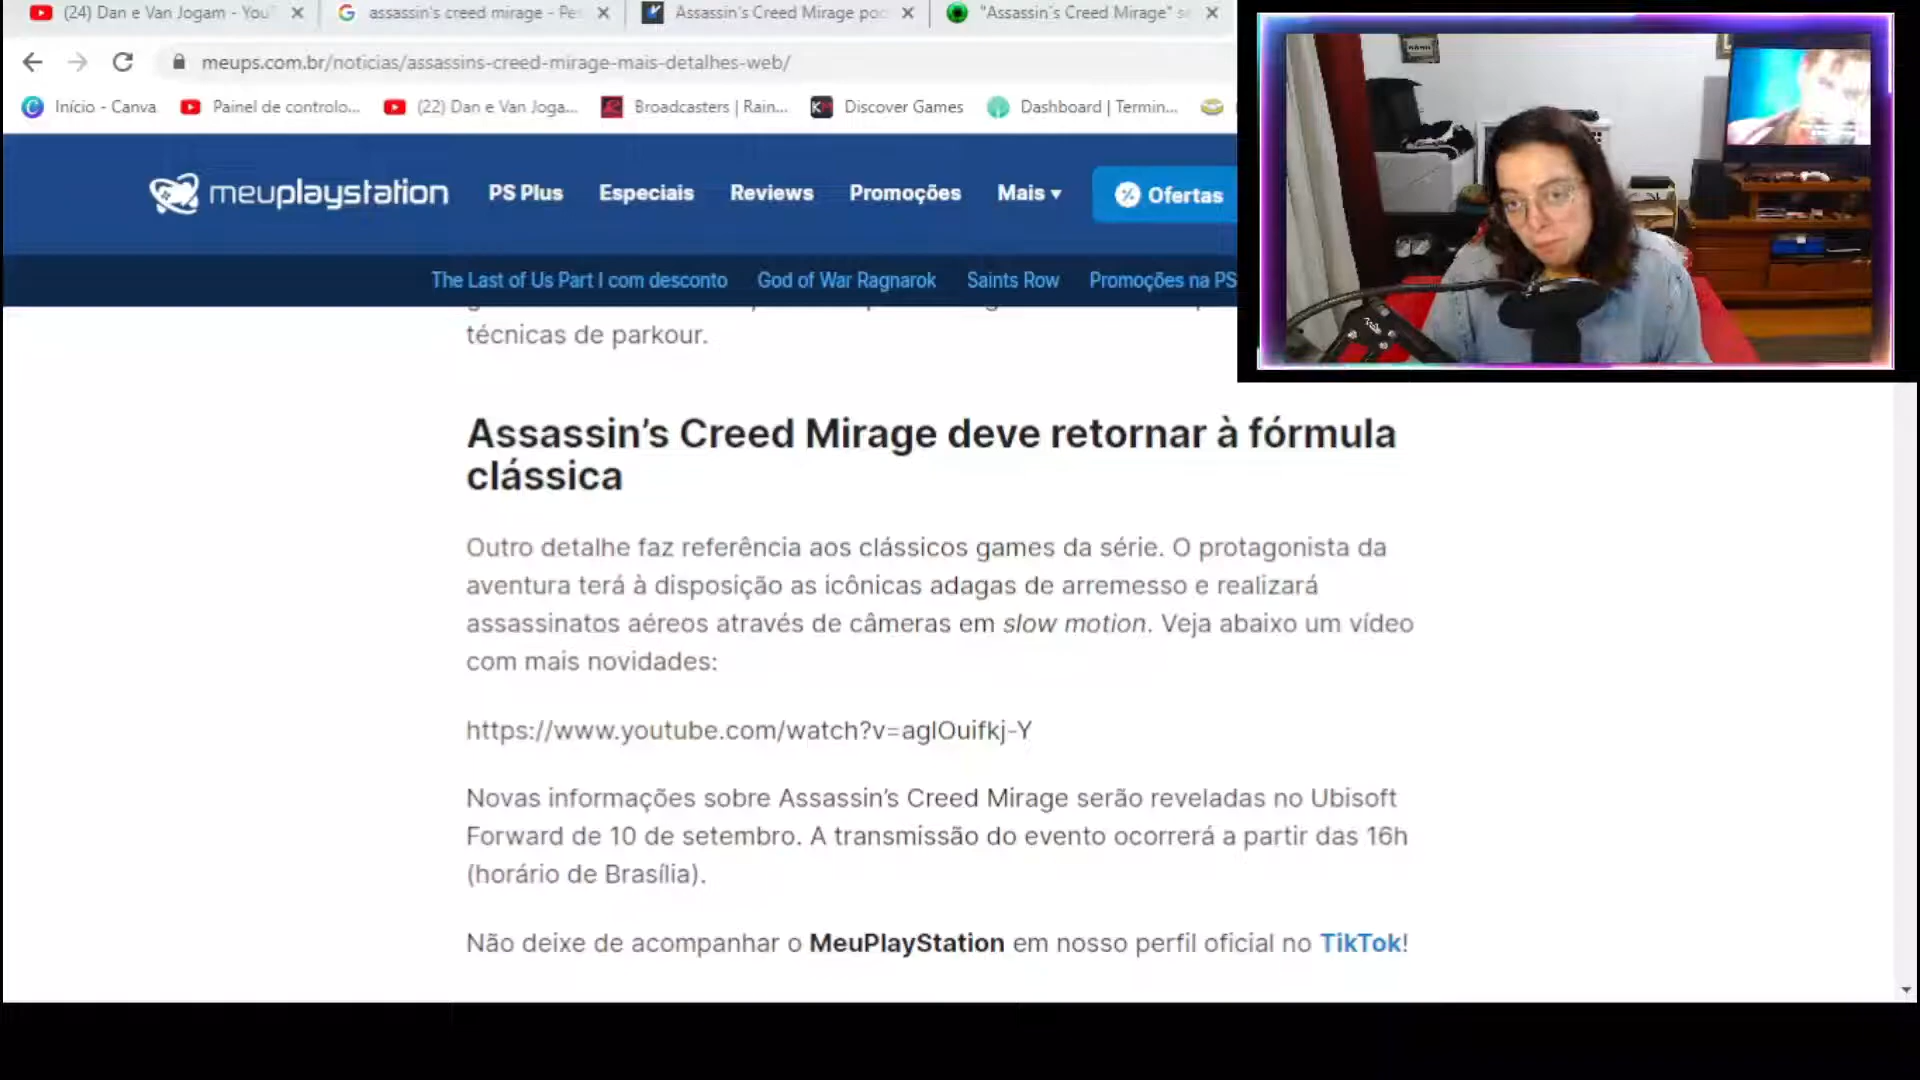 (24) Dan e Van Jogam - You
assassin's creed mirage - Pe
Assassin's Creed Mirage po
"Assassin's Creed Mirage" s
meups.com.br/noticias/assassins-creed-mirage-mais-detalhes-web/
Início - Canva
Painel de controlo...
(22) Dan e Van Joga...
Broadcasters | Rain...
Discover Games
Dashboard | Termin...
meuplaystation
PS Plus
Especiais
Reviews
Promoções
Mais
Ofertas
The Last of Us Part I com desconto
God of War Ragnarok
Saints Row
Promoções na PS
técnicas de parkour.
Assassin’s Creed Mirage deve retornar à fórmula
clássica
Outro detalhe faz referência aos clássicos games da série. O protagonista da
aventura terá à disposição as icônicas adagas de arremesso e realizará
assassinatos aéreos através de câmeras em slow motion. Veja abaixo um vídeo
com mais novidades:
https://www.youtube.com/watch?v=aglOuifkj-Y
Novas informações sobre Assassin’s Creed Mirage serão reveladas no Ubisoft
Forward de 10 de setembro. A transmissão do evento ocorrerá a partir das 16h
(horário de Brasília).
Não deixe de acompanhar o MeuPlayStation em nosso perfil oficial no TikTok!